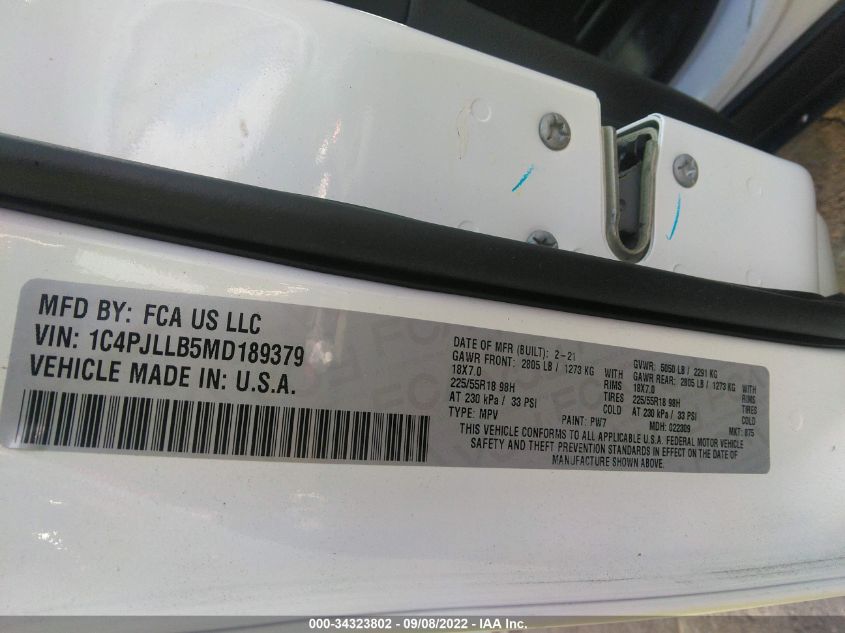 MFD BY: FCA US LLC
VIN: 1C4PJLLB5MD189379
VEHICLE MADE IN: U.S.A.
DATE OF MFR (BUILT): 2-21
GAWR FRONT: 2805 LB / 1273 KG WITH
18X7.0 RIMS
225/55R18 98H TIRES
AT 230 kPa / 33 PSI COLD
TYPE: MPV PAINT: PW7
GVWR: 5050 LB / 2291 KG
GAWR REAR: 2805 LB / 1273 KG WITH
18X7.0 RIMS
225/55R18 98H TIRES
AT 230 kPa / 33 PSI COLD
MDH: 022309 MKT: 875
THIS VEHICLE CONFORMS TO ALL APPLICABLE U.S.A. FEDERAL MOTOR VEHICLE
SAFETY AND THEFT PREVENTION STANDARDS IN EFFECT ON THE DATE OF
MANUFACTURE SHOWN ABOVE.
000-34323802 - 09/08/2022 - IAA Inc.